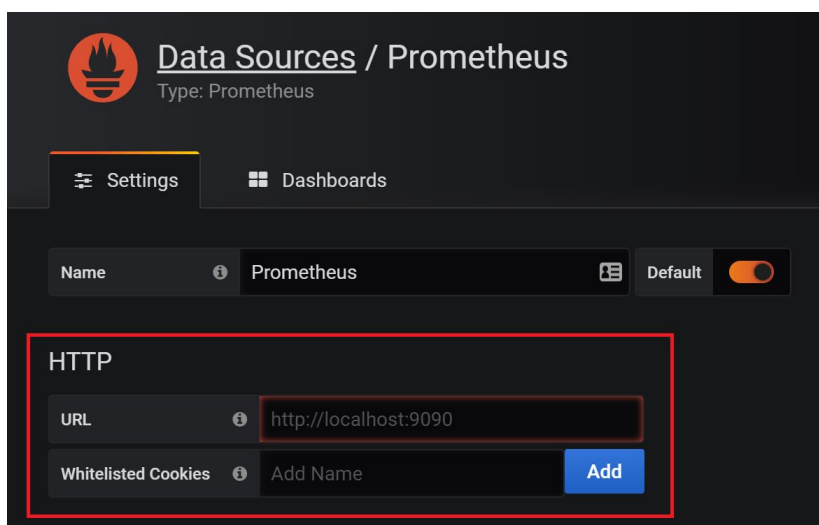 Data Sources / Prometheus
Type: Prometheus
Settings Dashboards
Name Prometheus Default
HTTP
URL http://localhost:9090
Whitelisted Cookies Add Name Add